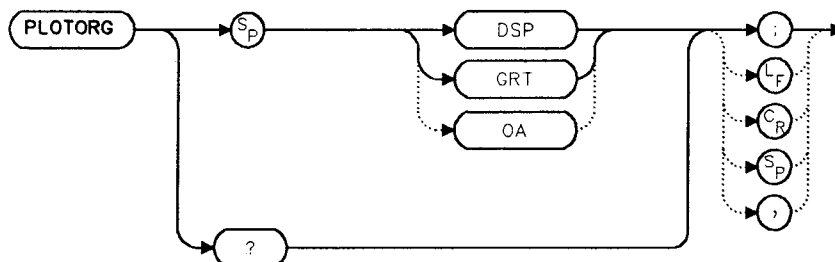 PLOTORG SP DSP ;
GRT LF
OA CR
SP
? ,